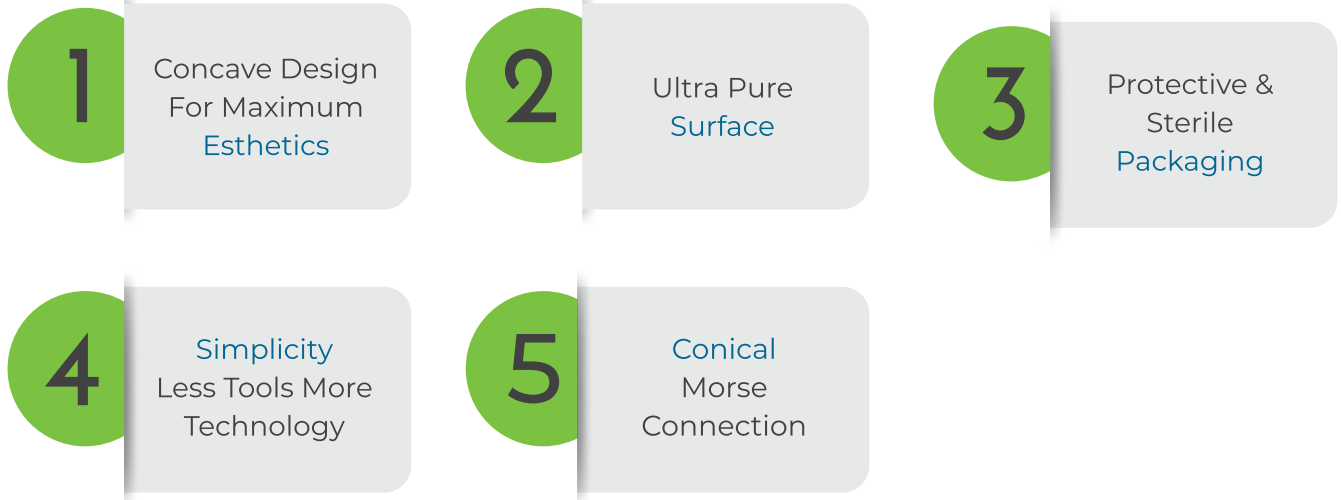 1
Concave Design
For Maximum
Esthetics
2
Ultra Pure
Surface
3
Protective &
Sterile
Packaging
4
Simplicity
Less Tools More
Technology
5
Conical
Morse
Connection